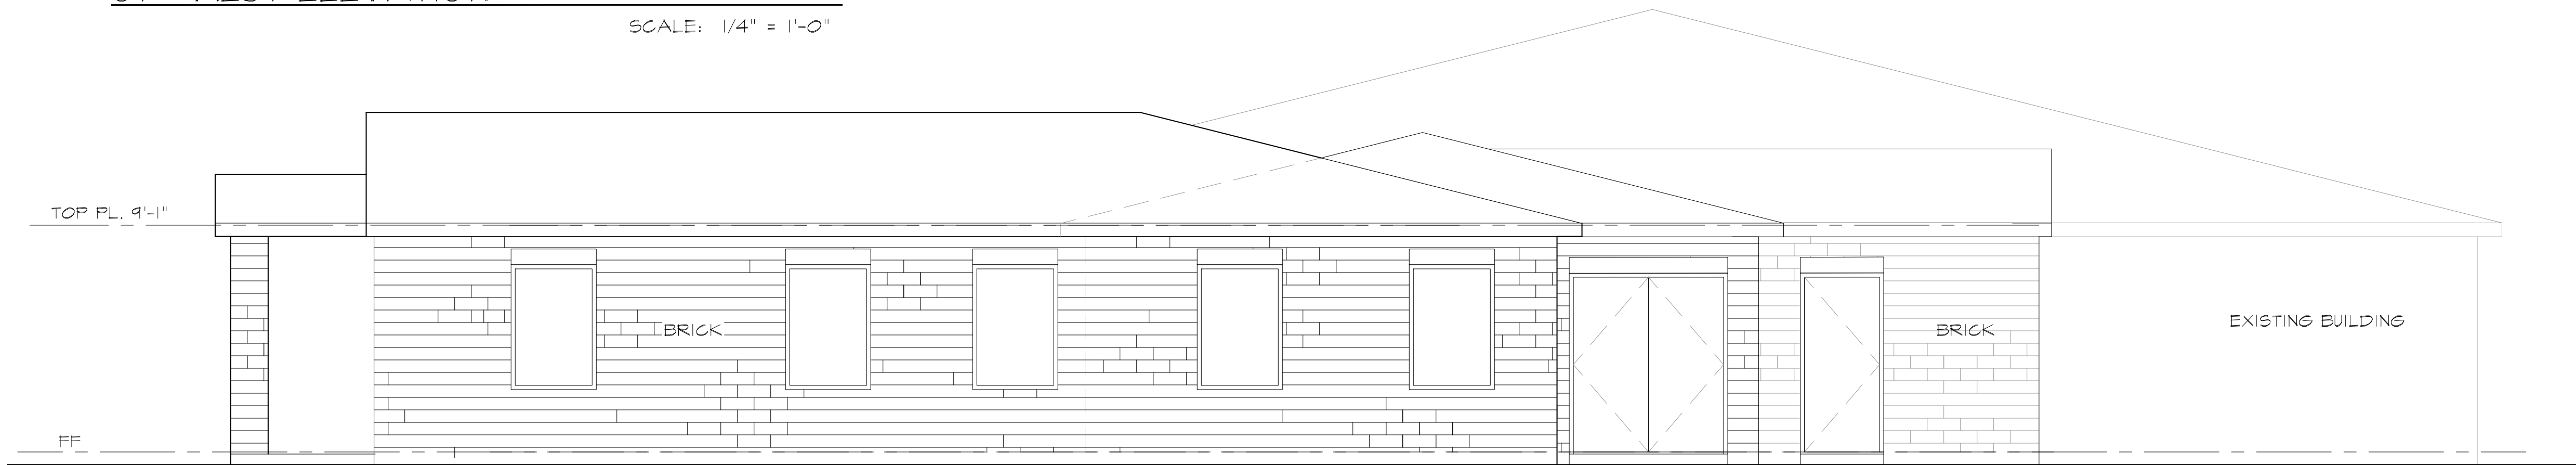 SCALE: 1/4" = 1'-0"
TOP PL. 9'-1"
BRICK
BRICK
EXISTING BUILDING
FF